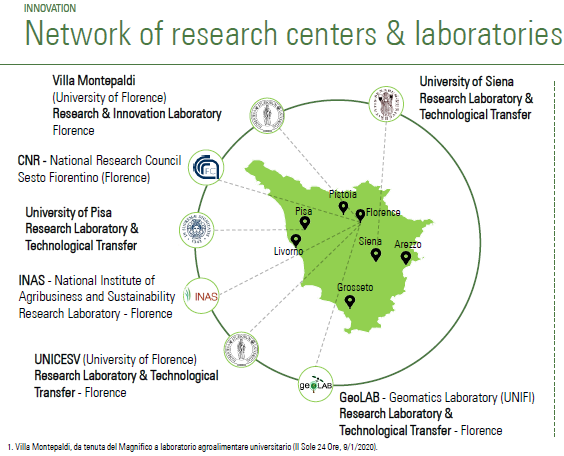 INNOVATION
Network of research centers & laboratories
Villa Montepaldi
(University of Florence)
Research & Innovation Laboratory
Florence
University of Siena
Research Laboratory &
Technological Transfer
CNR - National Research Council
Sesto Fiorentino (Florence)
University of Pisa
Research Laboratory &
Technological Transfer
INAS - National Institute of
Agribusiness and Sustainability
Research Laboratory - Florence
INAS
UNICESV (University of Florence)
Research Laboratory & Technological
Transfer - Florence
geoLAB
GeoLAB - Geomatics Laboratory (UNIFI)
Research Laboratory &
Technological Transfer - Florence
Pistoia
Pisa
Florence
Livorno
Siena
Arezzo
Grosseto
1. Villa Montepaldi, da tenuta del Magnifico a laboratorio agroalimentare universitario (Il Sole 24 Ore, 9/1/2020).